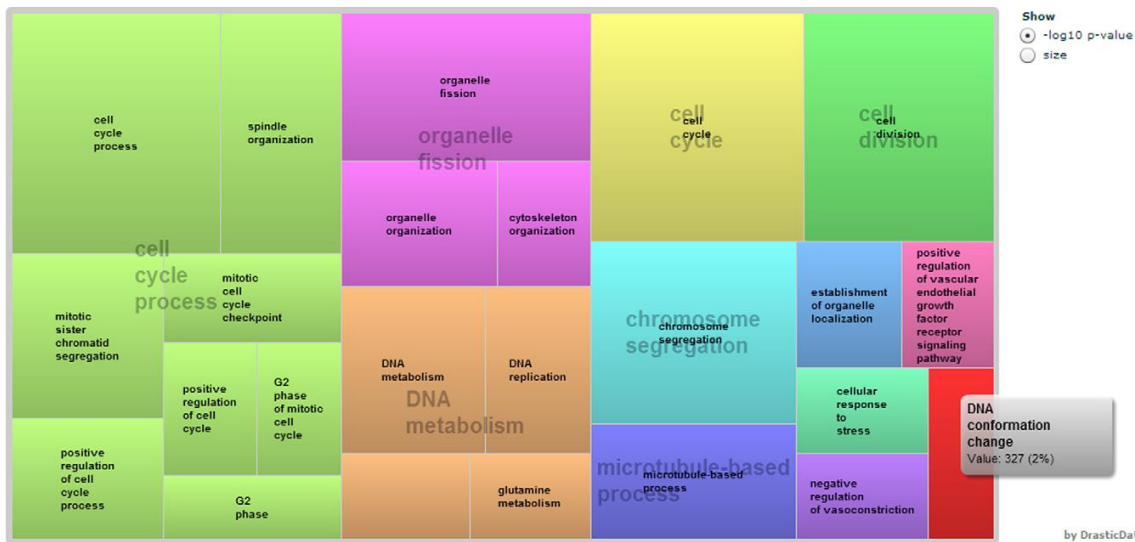 Show
-log10 p-value
size
cell
cycle
process
spindle
organization
cell
cycle
process
mitotic
sister
chromatid
segregation
mitotic
cell
cycle
checkpoint
positive
regulation
of cell
cycle
G2
phase
of mitotic
cell
cycle
positive
regulation
of cell
cycle
process
G2
phase
organelle
fission
organelle
fission
organelle
organization
cytoskeleton
organization
DNA
metabolism
DNA
replication
DNA
metabolism
glutamine
metabolism
cell
cycle
cell
cycle
cell
division
cell
division
chromosome
segregation
chromosome
segregation
microtubule-based
process
microtubule-based
process
establishment
of organelle
localization
positive
regulation
of vascular
endothelial
growth
factor
receptor
signaling
pathway
cellular
response
to
stress
negative
regulation
of vasoconstriction
DNA
conformation
change
Value: 327 (2%)
by DrasticDat